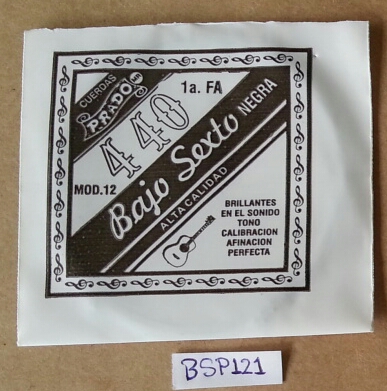 CUERDAS
PRADO'S
440
1a. FA
MOD.12
Bajo Sexto
NEGRA
ALTA CALIDAD
BRILLANTES
EN EL SONIDO
TONO
CALIBRACION
AFINACION
PERFECTA
BSP121